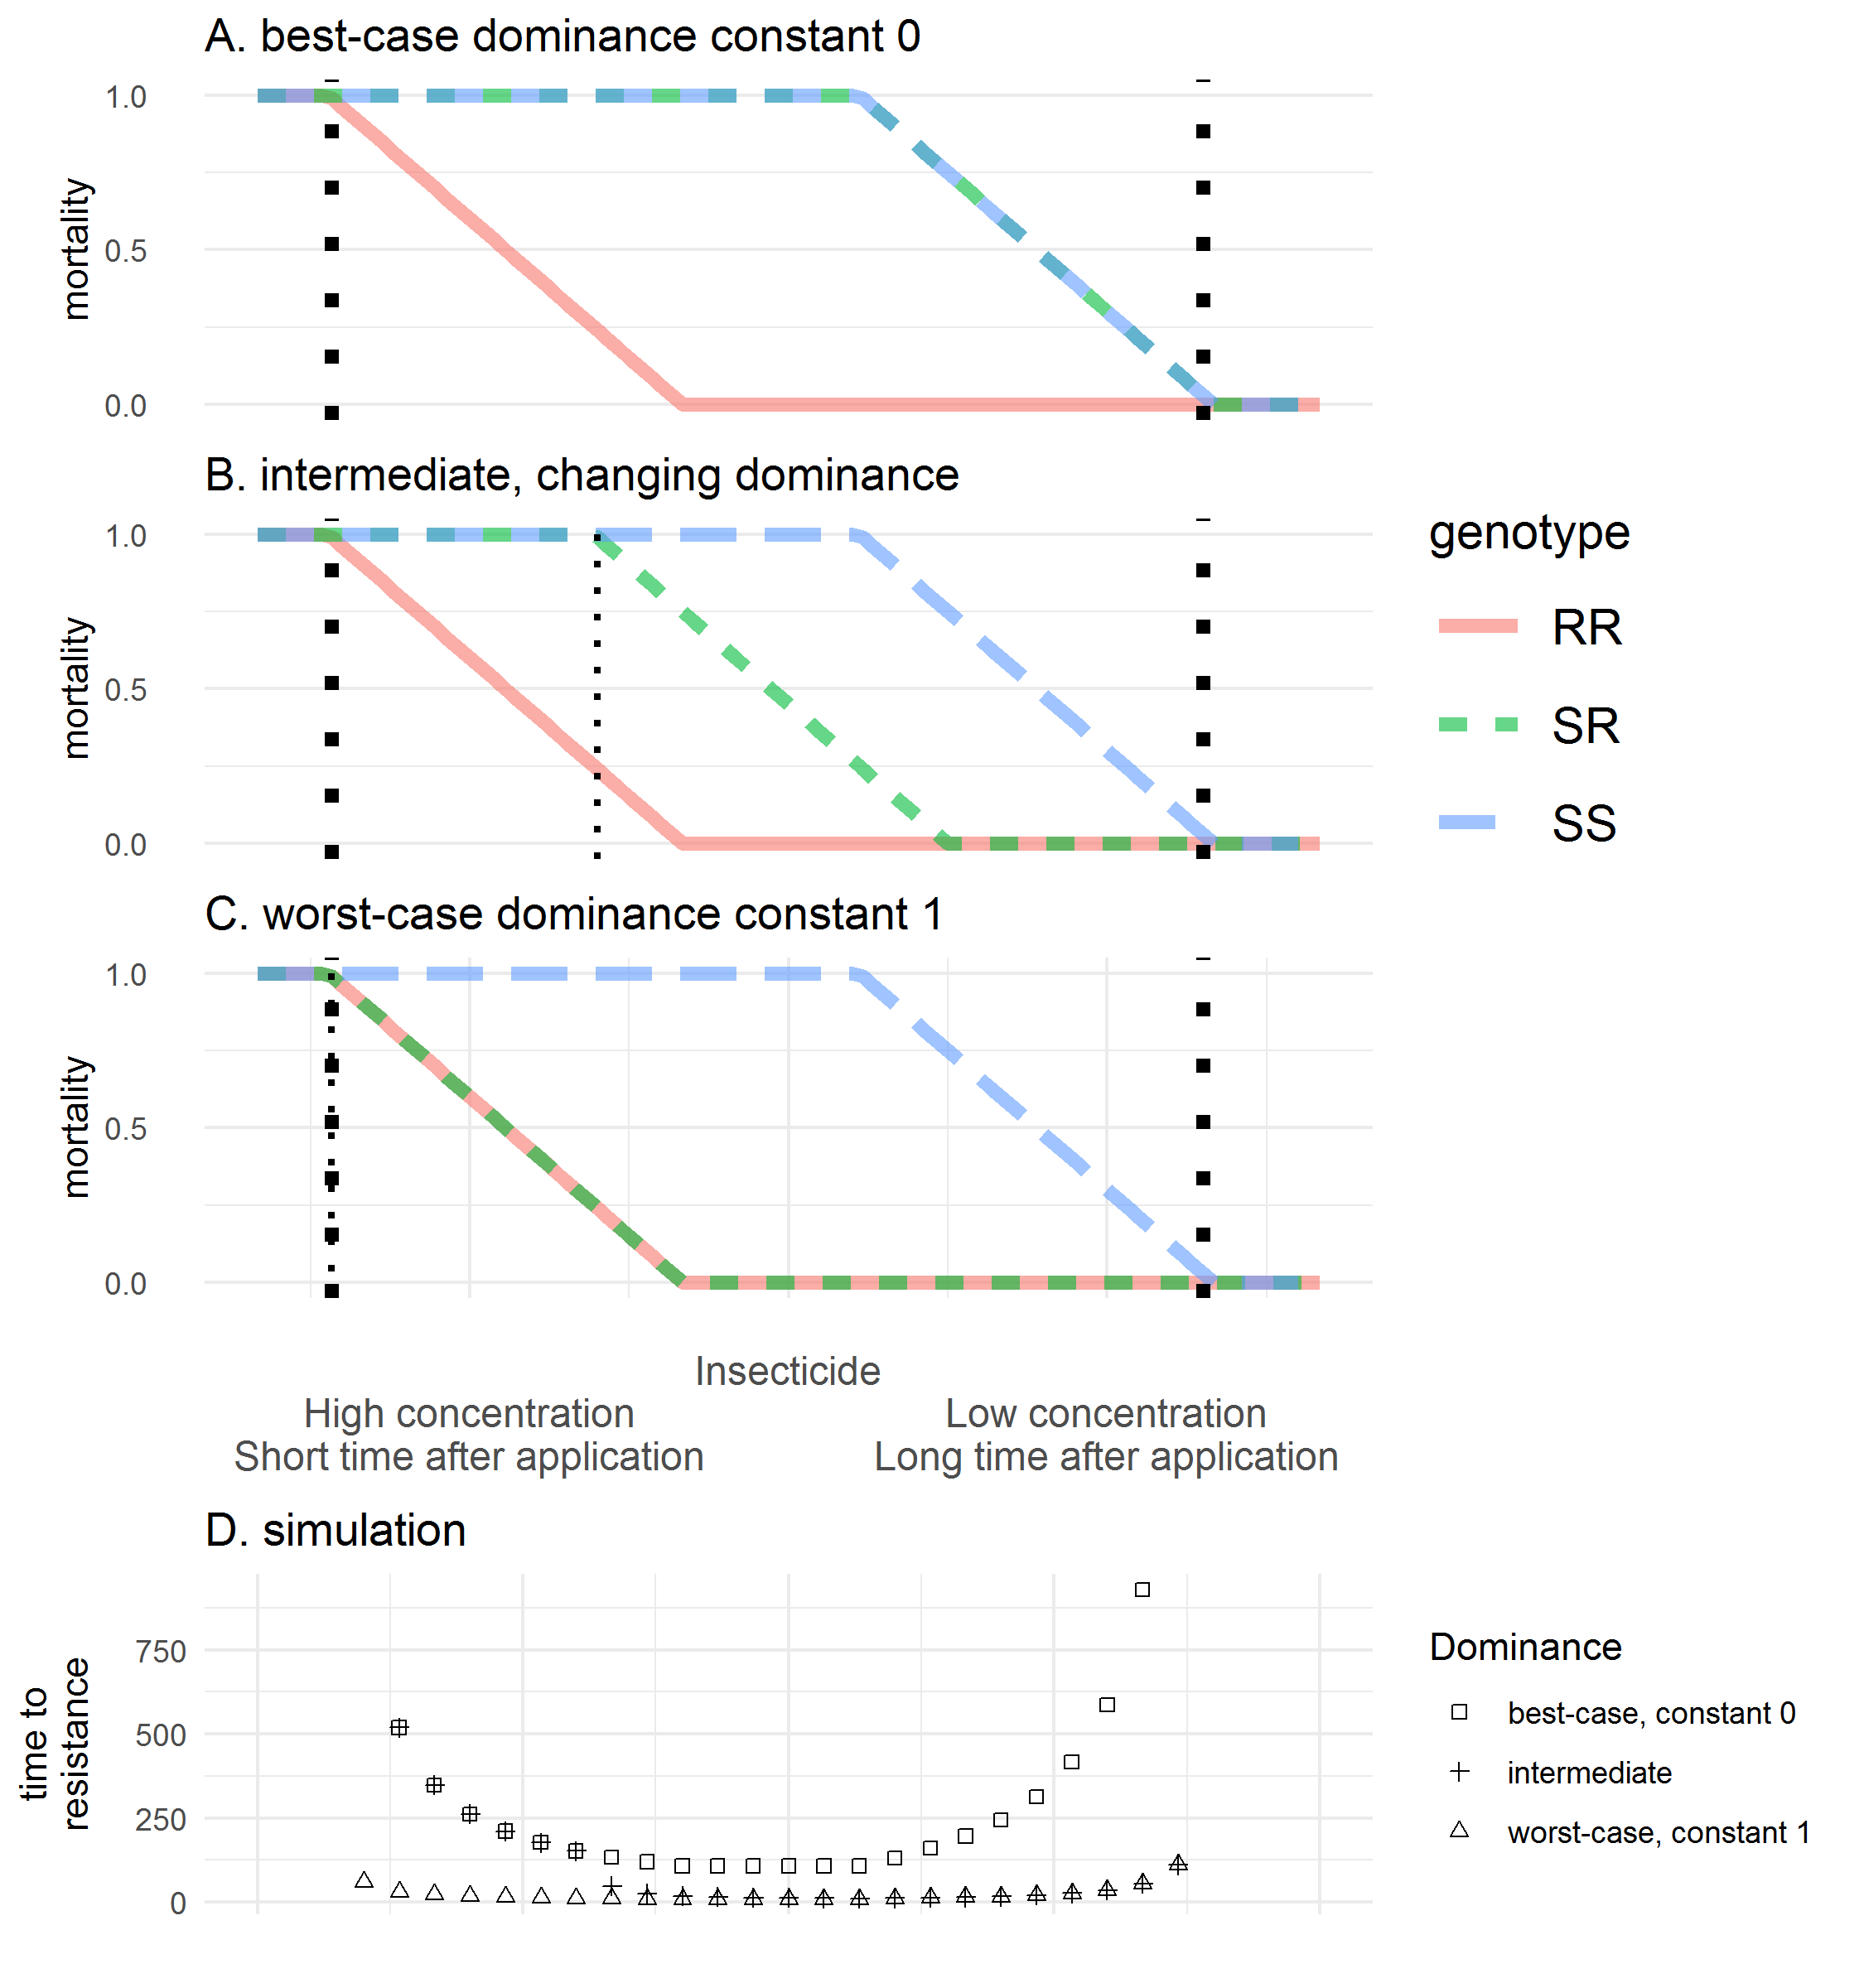 A. best-case dominance constant 0
1.0
0.5
0.0
mortality
B. intermediate, changing dominance
1.0
0.5
0.0
mortality
genotype
RR
SR
SS
C. worst-case dominance constant 1
1.0
0.5
0.0
mortality
Insecticide
High concentration
Short time after application
Low concentration
Long time after application
D. simulation
750
500
250
0
time to
resistance
Dominance
best-case, constant 0
intermediate
worst-case, constant 1